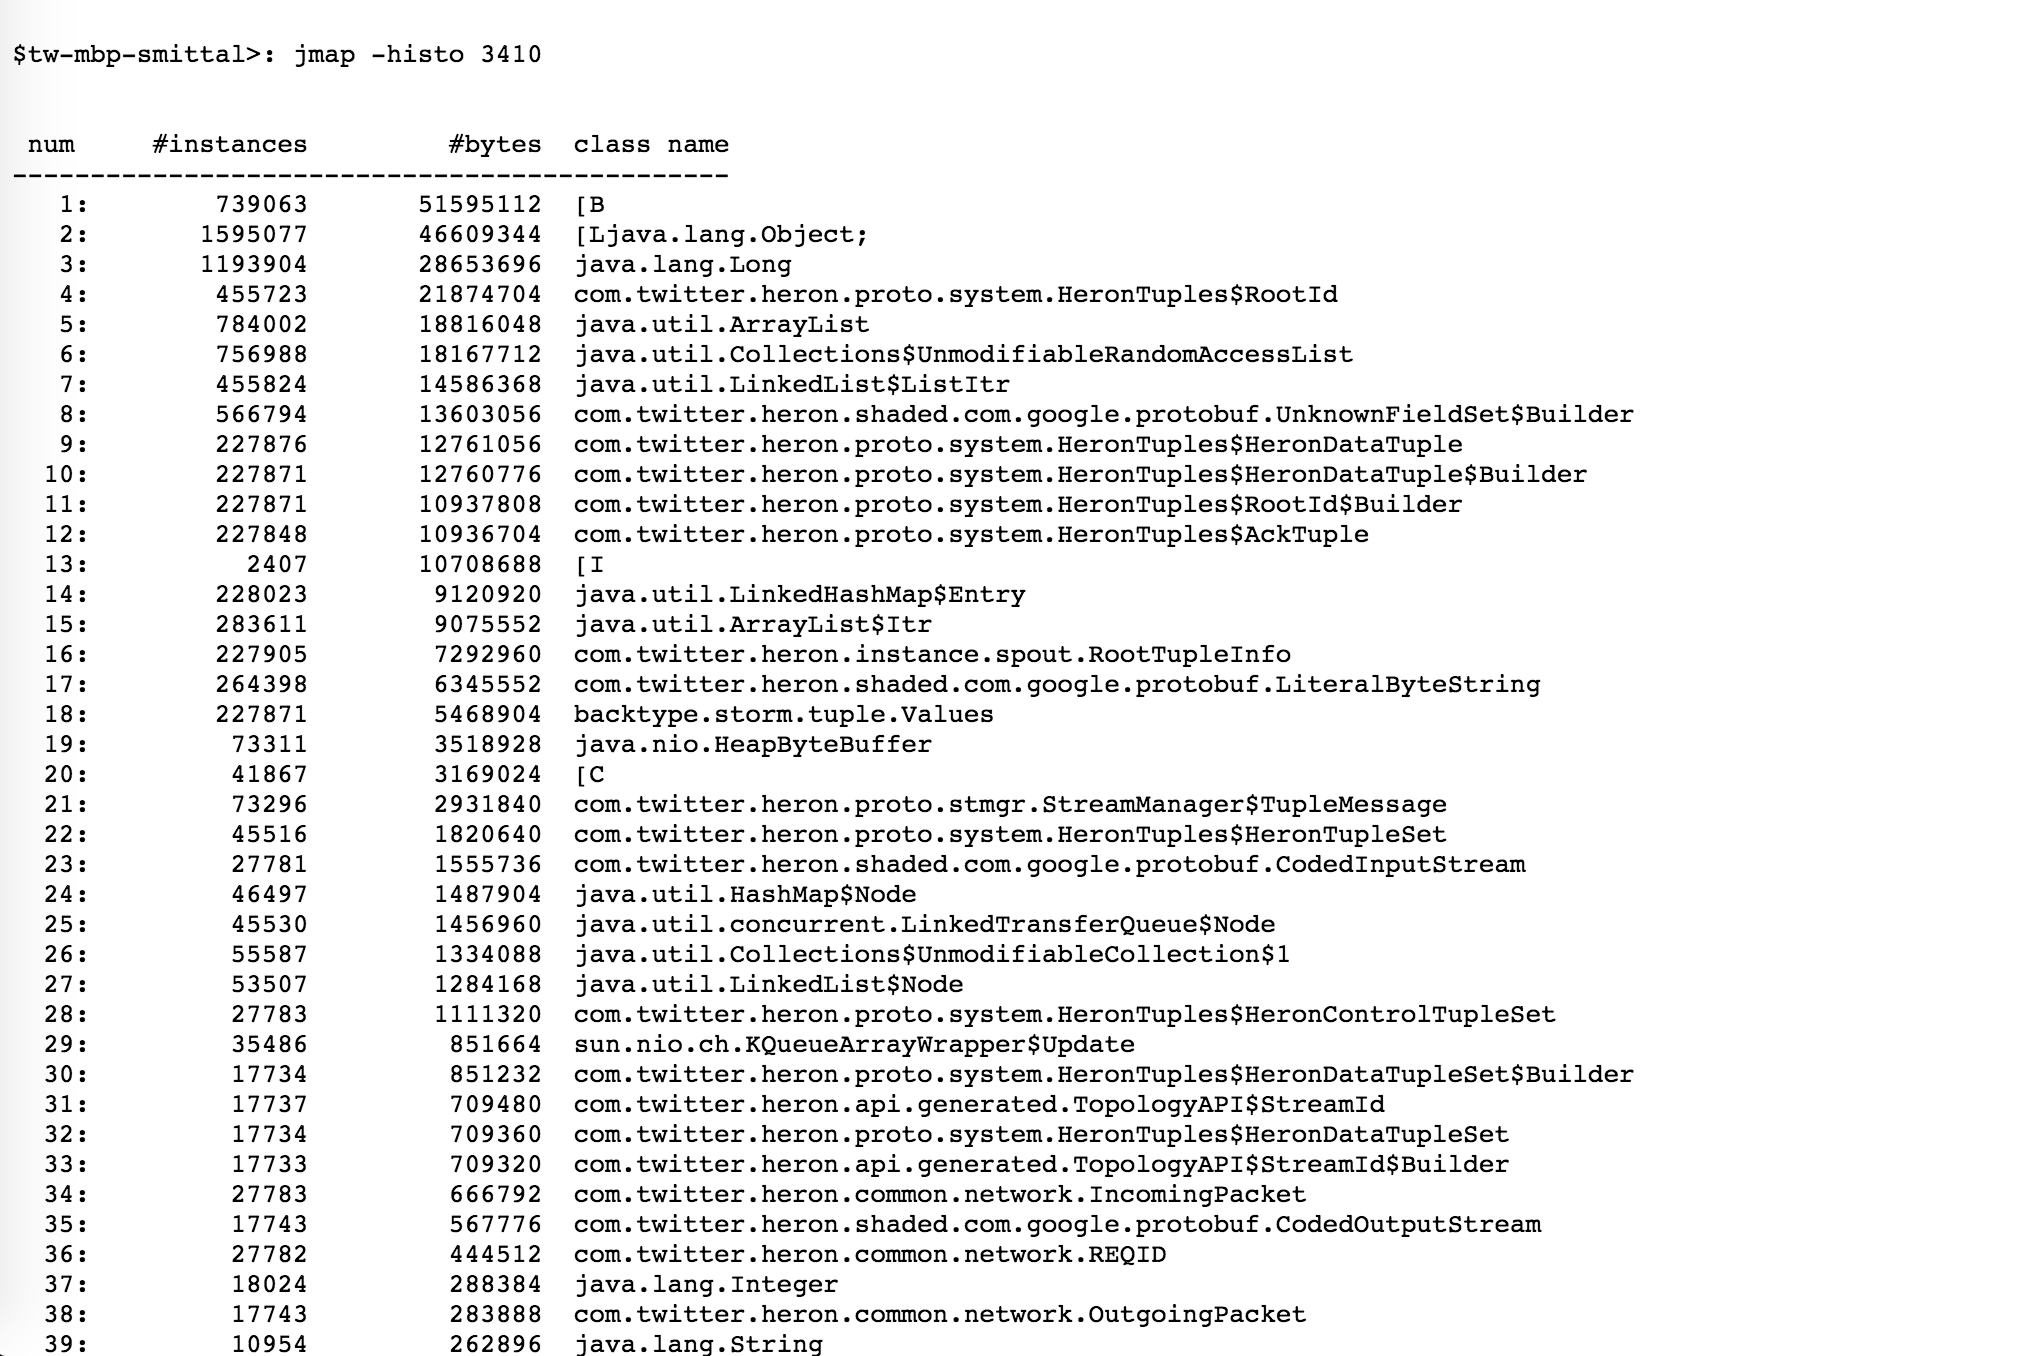 $tw-mbp-smittal>: jmap -histo 3410
num #instances #bytes class name
----------------------------------------------
1: 739063 51595112 [B
2: 1595077 46609344 [Ljava.lang.Object;
3: 1193904 28653696 java.lang.Long
4: 455723 21874704 com.twitter.heron.proto.system.HeronTuples$RootId
5: 784002 18816048 java.util.ArrayList
6: 756988 18167712 java.util.Collections$UnmodifiableRandomAccessList
7: 455824 14586368 java.util.LinkedList$ListItr
8: 566794 13603056 com.twitter.heron.shaded.com.google.protobuf.UnknownFieldSet$Builder
9: 227876 12761056 com.twitter.heron.proto.system.HeronTuples$HeronDataTuple
10: 227871 12760776 com.twitter.heron.proto.system.HeronTuples$HeronDataTuple$Builder
11: 227871 10937808 com.twitter.heron.proto.system.HeronTuples$RootId$Builder
12: 227848 10936704 com.twitter.heron.proto.system.HeronTuples$AckTuple
13: 2407 10708688 [I
14: 228023 9120920 java.util.LinkedHashMap$Entry
15: 283611 9075552 java.util.ArrayList$Itr
16: 227905 7292960 com.twitter.heron.instance.spout.RootTupleInfo
17: 264398 6345552 com.twitter.heron.shaded.com.google.protobuf.LiteralByteString
18: 227871 5468904 backtype.storm.tuple.Values
19: 73311 3518928 java.nio.HeapByteBuffer
20: 41867 3169024 [C
21: 73296 2931840 com.twitter.heron.proto.stmgr.StreamManager$TupleMessage
22: 45516 1820640 com.twitter.heron.proto.system.HeronTuples$HeronTupleSet
23: 27781 1555736 com.twitter.heron.shaded.com.google.protobuf.CodedInputStream
24: 46497 1487904 java.util.HashMap$Node
25: 45530 1456960 java.util.concurrent.LinkedTransferQueue$Node
26: 55587 1334088 java.util.Collections$UnmodifiableCollection$1
27: 53507 1284168 java.util.LinkedList$Node
28: 27783 1111320 com.twitter.heron.proto.system.HeronTuples$HeronControlTupleSet
29: 35486 851664 sun.nio.ch.KQueueArrayWrapper$Update
30: 17734 851232 com.twitter.heron.proto.system.HeronTuples$HeronDataTupleSet$Builder
31: 17737 709480 com.twitter.heron.api.generated.TopologyAPI$StreamId
32: 17734 709360 com.twitter.heron.proto.system.HeronTuples$HeronDataTupleSet
33: 17733 709320 com.twitter.heron.api.generated.TopologyAPI$StreamId$Builder
34: 27783 666792 com.twitter.heron.common.network.IncomingPacket
35: 17743 567776 com.twitter.heron.shaded.com.google.protobuf.CodedOutputStream
36: 27782 444512 com.twitter.heron.common.network.REQID
37: 18024 288384 java.lang.Integer
38: 17743 283888 com.twitter.heron.common.network.OutgoingPacket
39: 10954 262896 java.lang.String